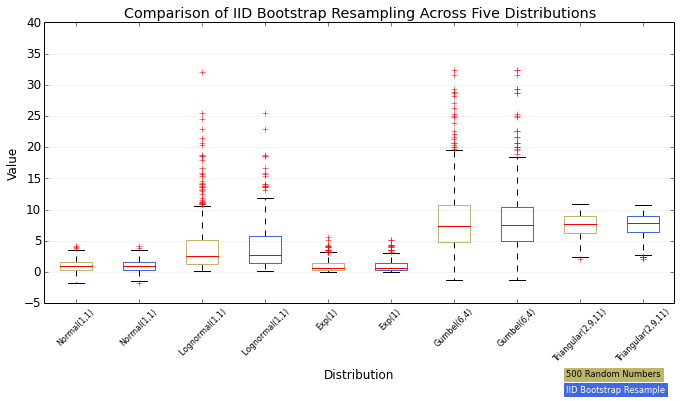 Comparison of IID Bootstrap Resampling Across Five Distributions
40
35
30
25
20
15
10
5
0
−5
Value
Normal(1,1)
Normal(1,1)
Lognormal(1,1)
Lognormal(1,1)
Exp(1)
Exp(1)
Gumbel(6,4)
Gumbel(6,4)
Triangular(2,9,11)
Triangular(2,9,11)
Distribution
500 Random Numbers
IID Bootstrap Resample